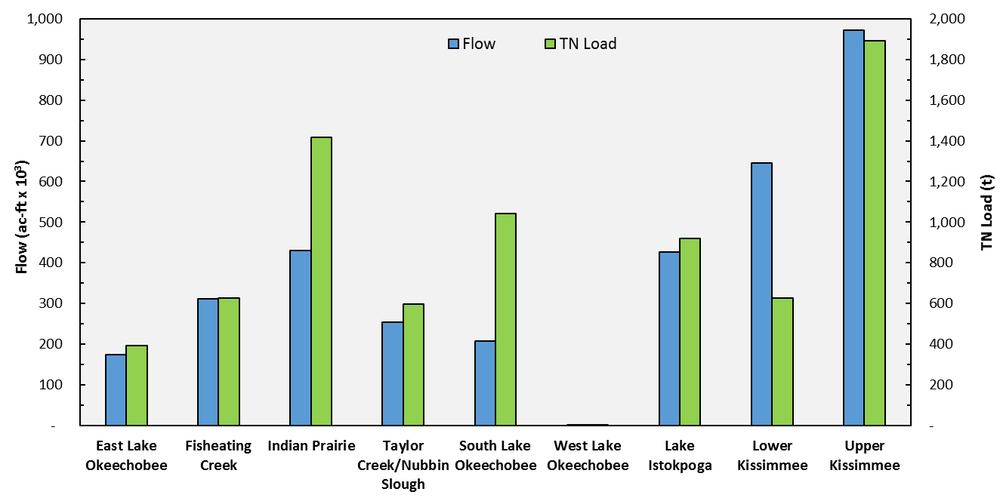 Flow
TN Load
1,000
900
800
700
600
500
400
300
200
100
-
Flow (ac-ft x 10³)
2,000
1,800
1,600
1,400
1,200
1,000
800
600
400
200
-
TN Load (t)
East Lake
Okeechobee
Fisheating
Creek
Indian Prairie
Taylor
Creek/Nubbin
Slough
South Lake
Okeechobee
West Lake
Okeechobee
Lake
Istokpoga
Lower
Kissimmee
Upper
Kissimmee